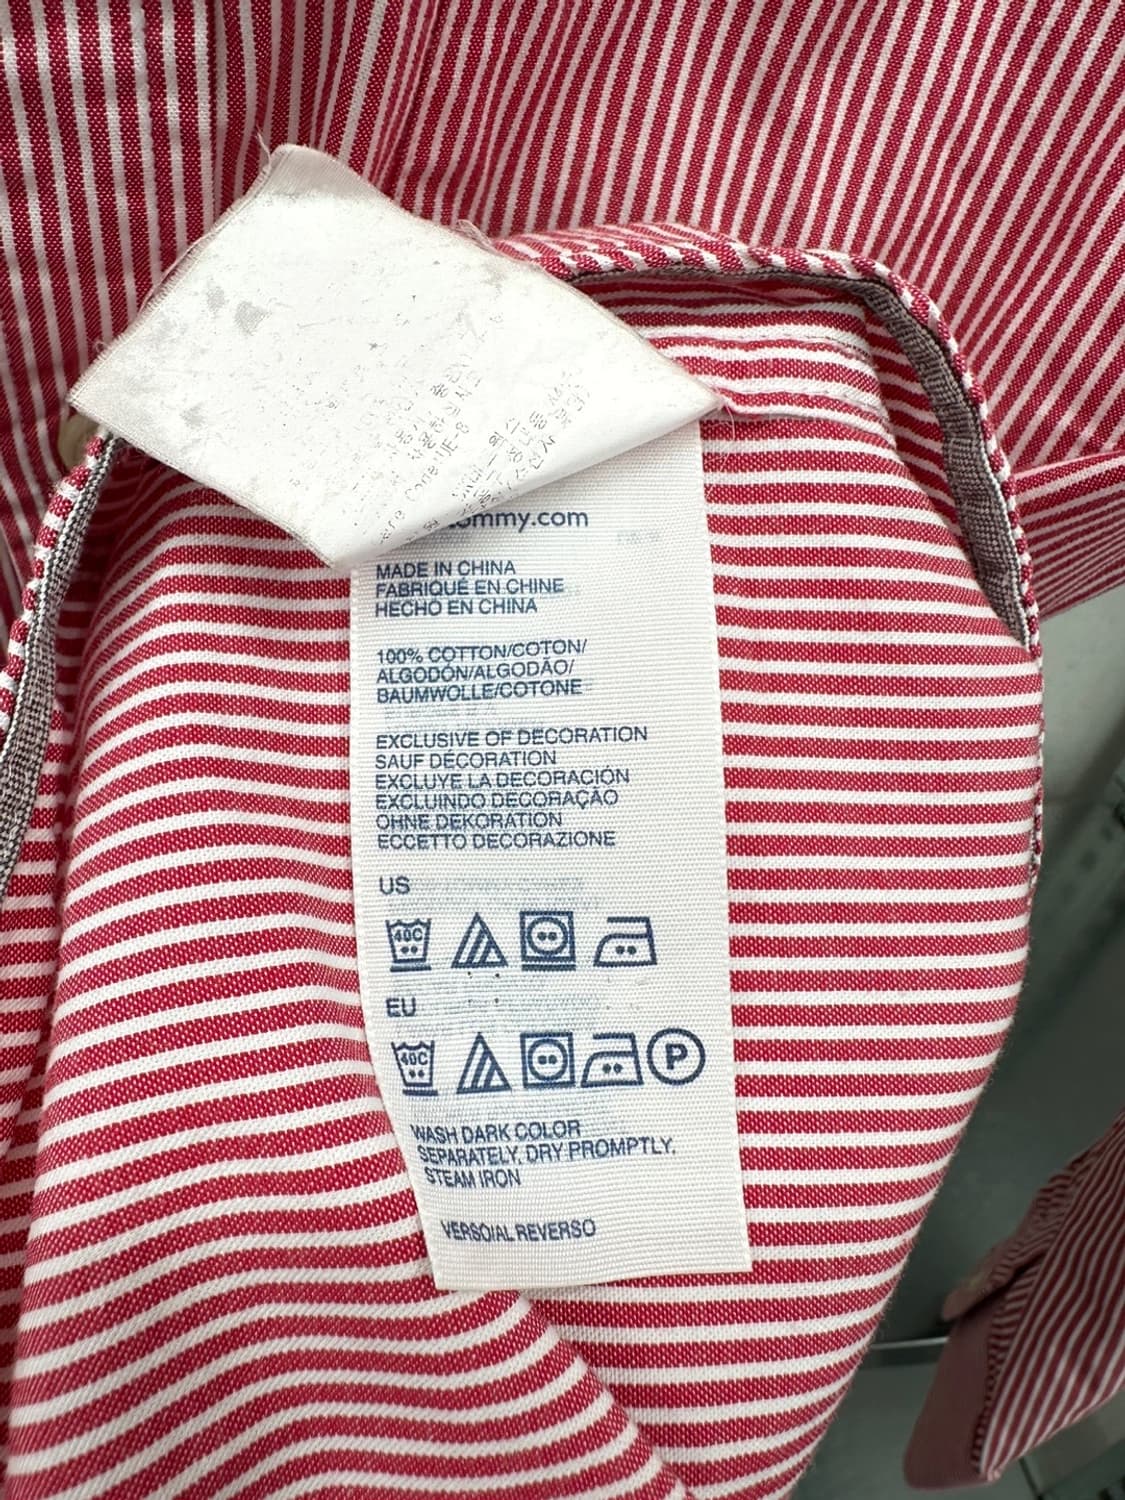 tommy.com
MADE IN CHINA
FABRIQUÉ EN CHINE
HECHO EN CHINA
100% COTTON/COTON/
ALGODÓN/ALGODÃO/
BAUMWOLLE/COTONE
EXCLUSIVE OF DECORATION
SAUF DÉCORATION
EXCLUYE LA DECORACIÓN
EXCLUINDO DECORAÇÃO
OHNE DEKORATION
ECCETTO DECORAZIONE
US
40C
EU
40C
P
WASH DARK COLOR
SEPARATELY, DRY PROMPTLY,
STEAM IRON
VERSO/AL REVERSO